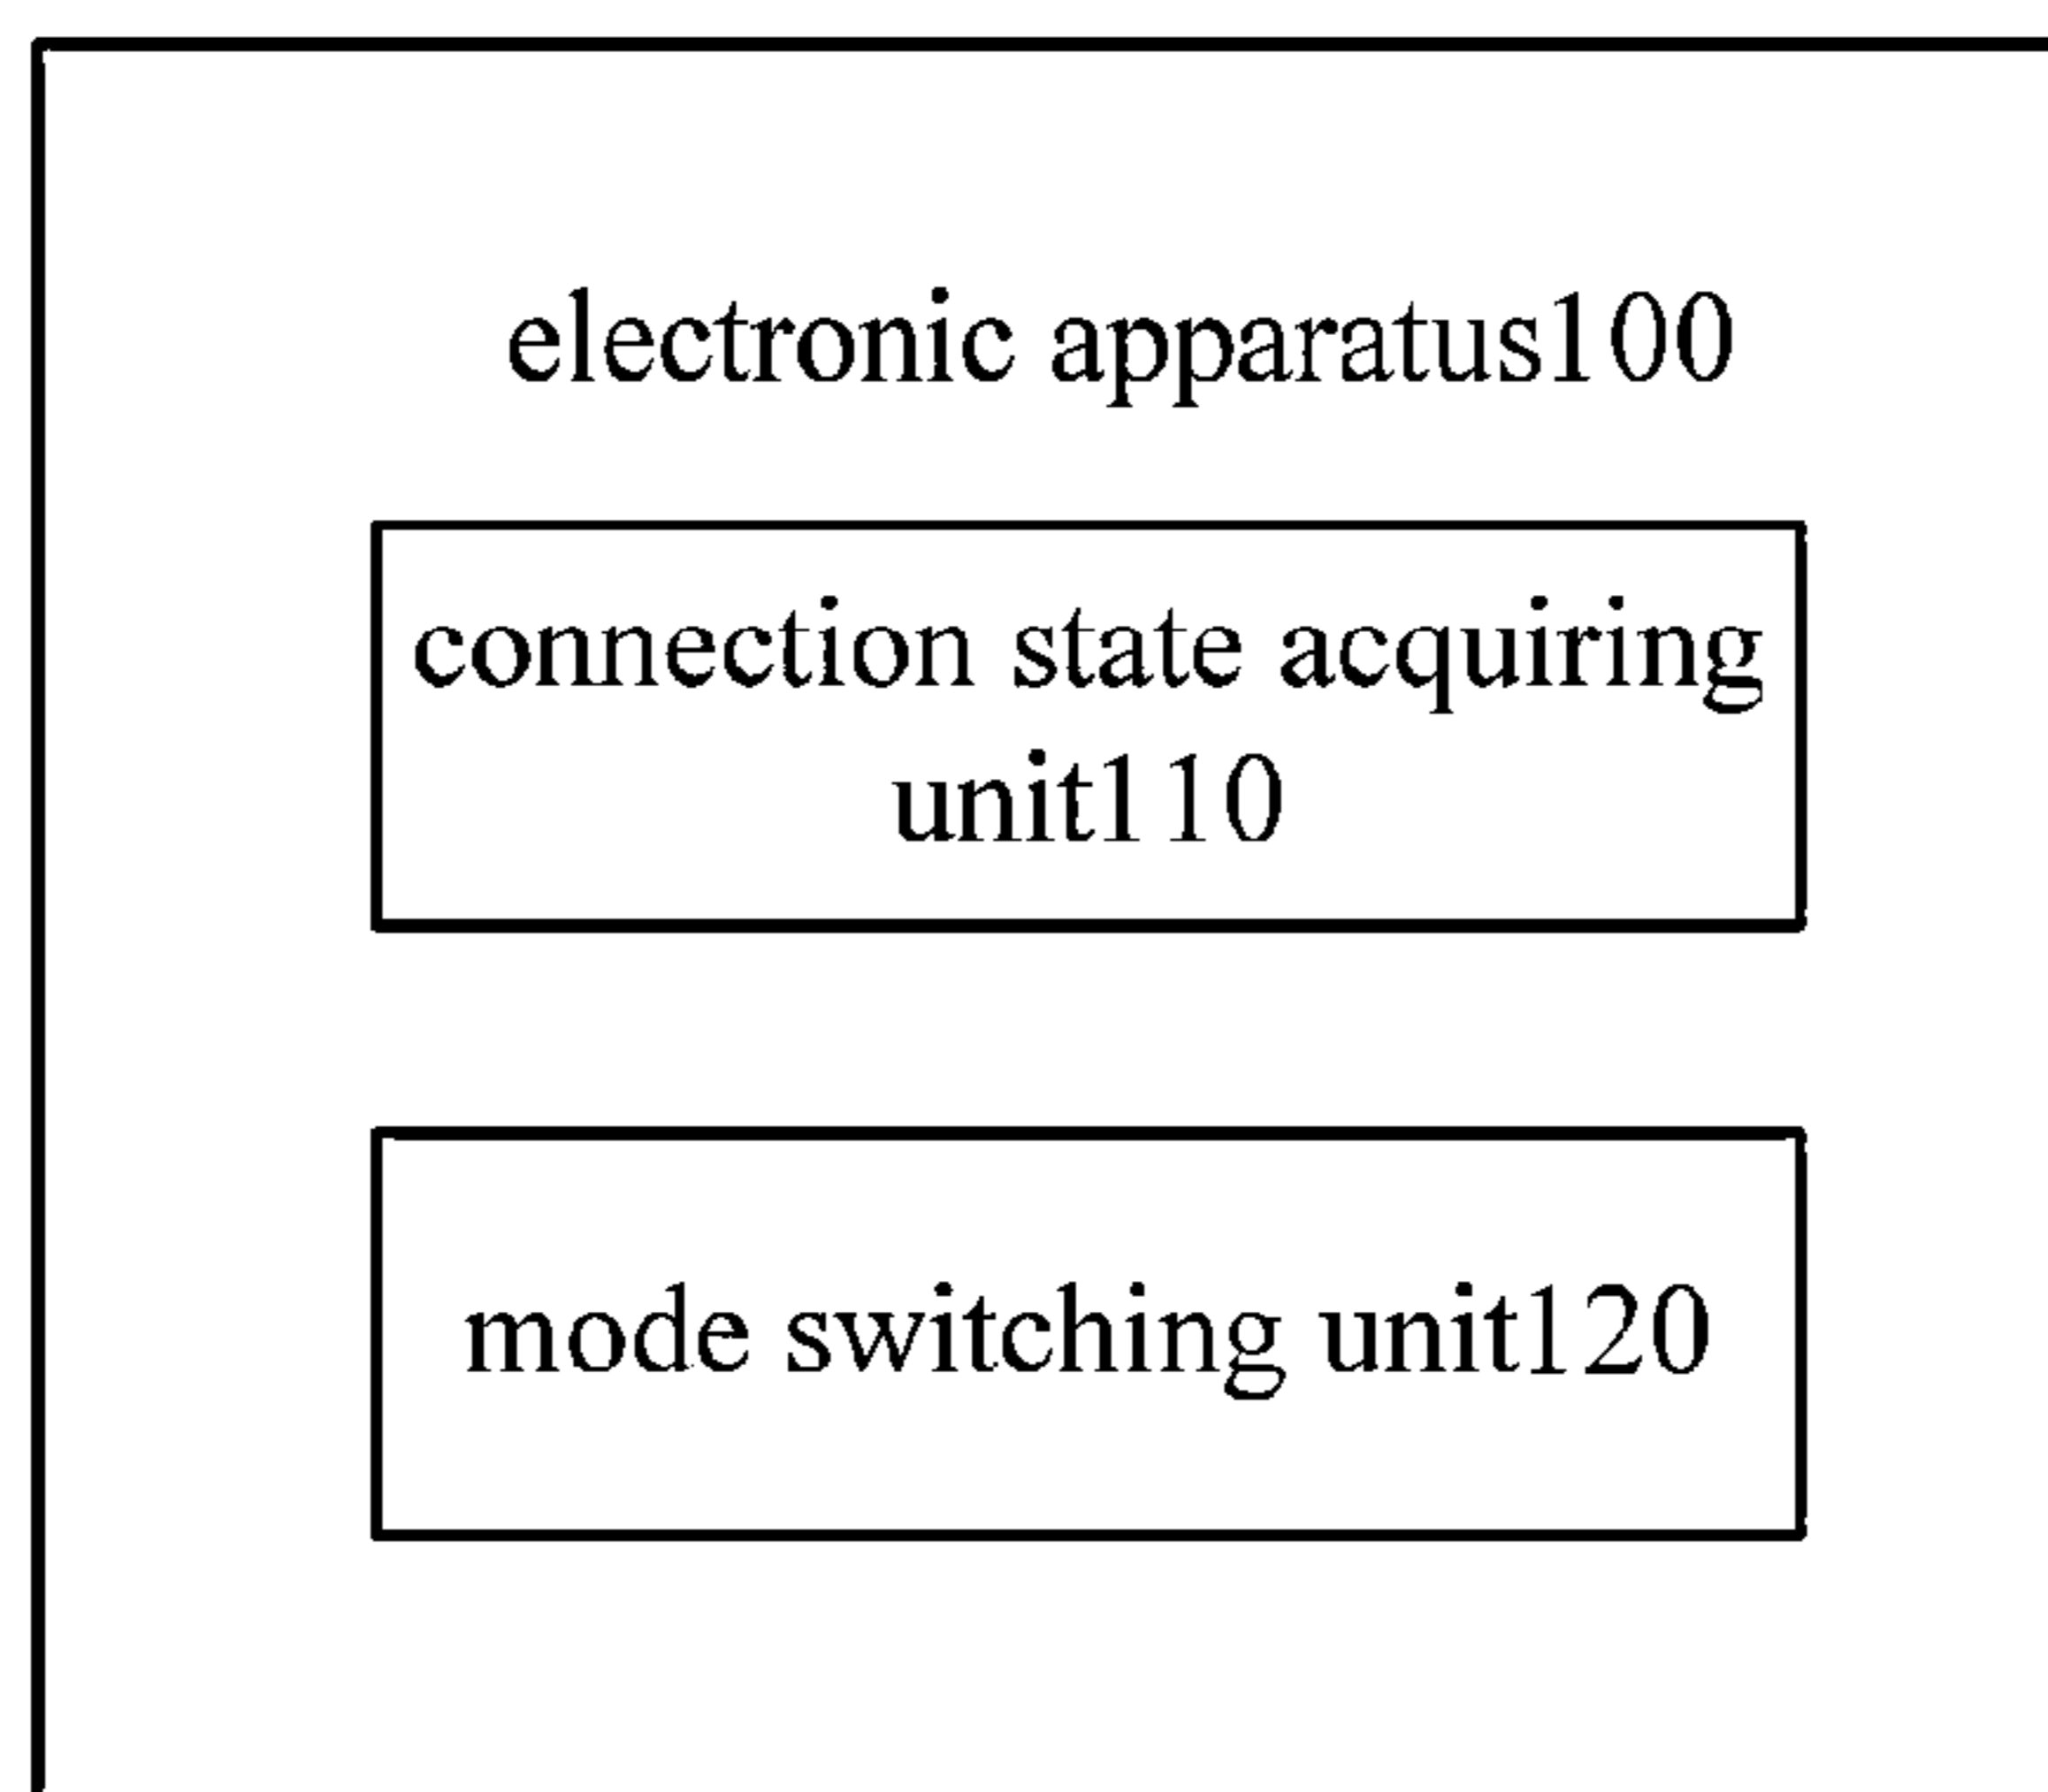 electronic apparatus100
connection state acquiring
unit110
mode switching unit120